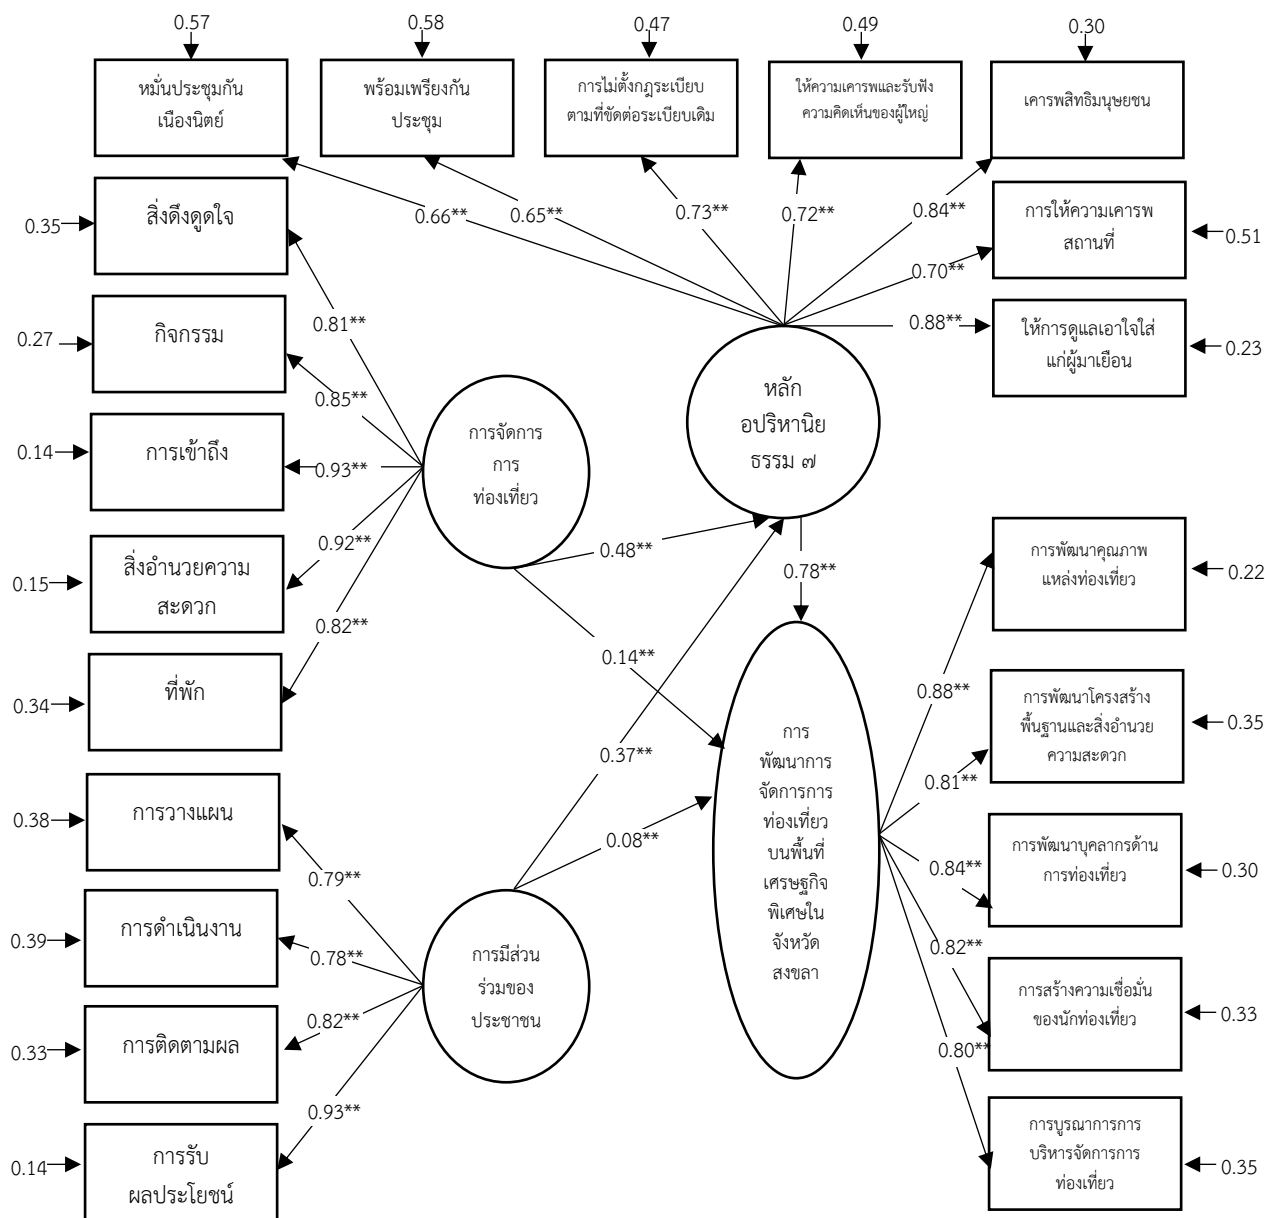 0.57
0.58
0.47
0.49
0.30
หมั่นประชุมกัน
เนืองนิตย์
พร้อมเพรียงกัน
ประชุม
การไม่ตั้งกฎระเบียบ
ตามที่ขัดต่อระเบียบเดิม
ให้ความเคารพและรับฟัง
ความคิดเห็นของผู้ใหญ่
เคารพสิทธิมนุษยชน
0.66**
0.65**
0.73**
0.72**
0.84**
0.70**
0.88**
การให้ความเคารพ
สถานที่
0.51
ให้การดูแลเอาใจใส่
แก่ผู้มาเยือน
0.23
0.35
สิ่งดึงดูดใจ
0.81**
0.27
กิจกรรม
0.85**
0.14
การเข้าถึง
0.93**
0.15
สิ่งอำนวยความ
สะดวก
0.92**
0.34
ที่พัก
0.82**
การจัดการ
การ
ท่องเที่ยว
หลัก
อปริหานิย
ธรรม ๗
0.48**
0.78**
0.14**
0.37**
0.08**
0.38
การวางแผน
0.79**
0.39
การดำเนินงาน
0.78**
0.33
การติดตามผล
0.82**
0.14
การรับ
ผลประโยชน์
0.93**
การมีส่วน
ร่วมของ
ประชาชน
การ
พัฒนาการ
จัดการการ
ท่องเที่ยว
บนพื้นที่
เศรษฐกิจ
พิเศษใน
จังหวัด
สงขลา
0.88**
การพัฒนาคุณภาพ
แหล่งท่องเที่ยว
0.22
0.81**
การพัฒนาโครงสร้าง
พื้นฐานและสิ่งอำนวย
ความสะดวก
0.35
0.84**
การพัฒนาบุคลากรด้าน
การท่องเที่ยว
0.30
0.82**
การสร้างความเชื่อมั่น
ของนักท่องเที่ยว
0.33
0.80**
การบูรณาการการ
บริหารจัดการการ
ท่องเที่ยว
0.35